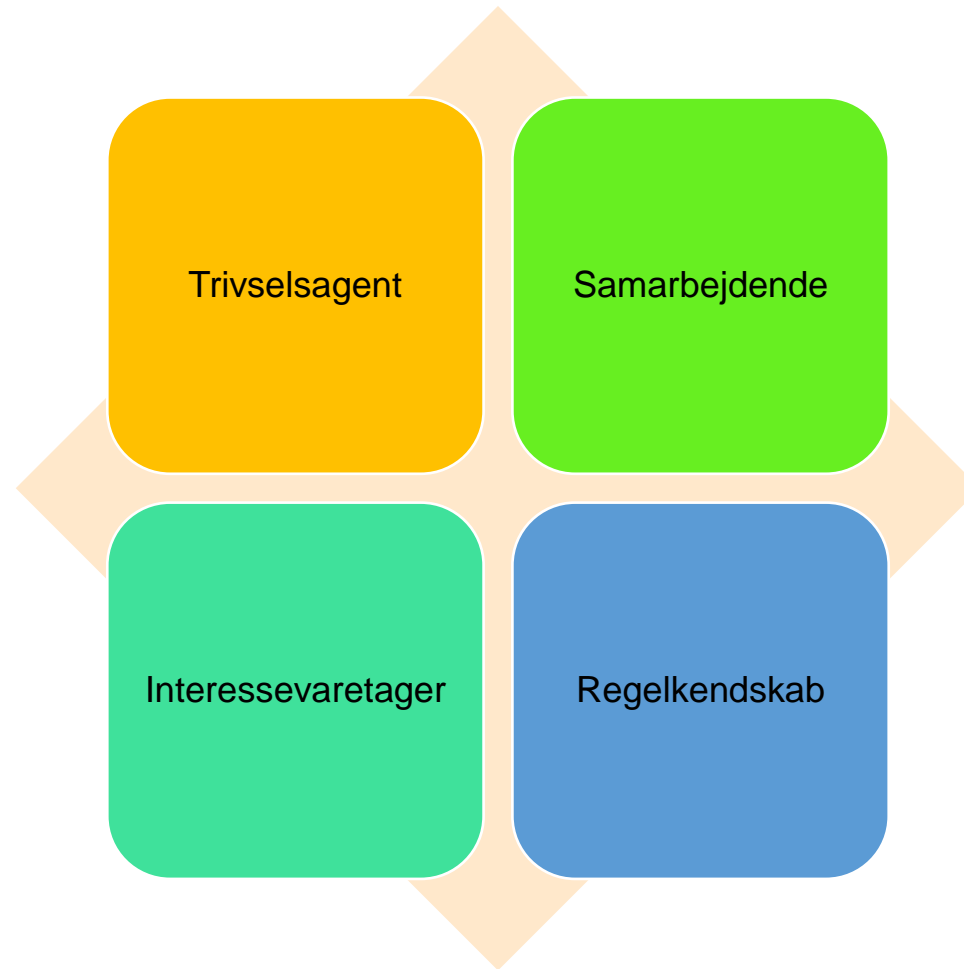 Trivselsagent
Samarbejdende
Interessevaretager
Regelkendskab